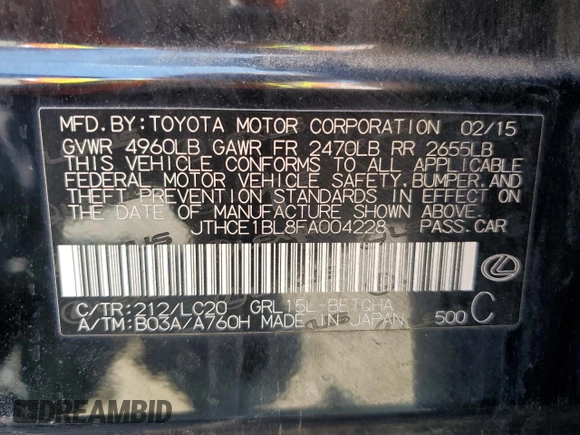 MFD.BY:TOYOTA MOTOR CORPORATION 02/15
GVWR 4960LB GAWR FR 2470LB RR 2655LB
THIS VEHICLE CONFORMS TO ALL APPLICABLE
FEDERAL MOTOR VEHICLE SAFETY,BUMPER,AND
THEFT PREVENTION STANDARDS IN EFFECT ON
THE DATE OF MANUFACTURE SHOWN ABOVE.
JTHCE1BL8FA004228 PASS.CAR
C/TR:212/LC20 GRL15L-BETQHA
A/TM:B03A/A760H MADE IN JAPAN 500 C
DREAMBID